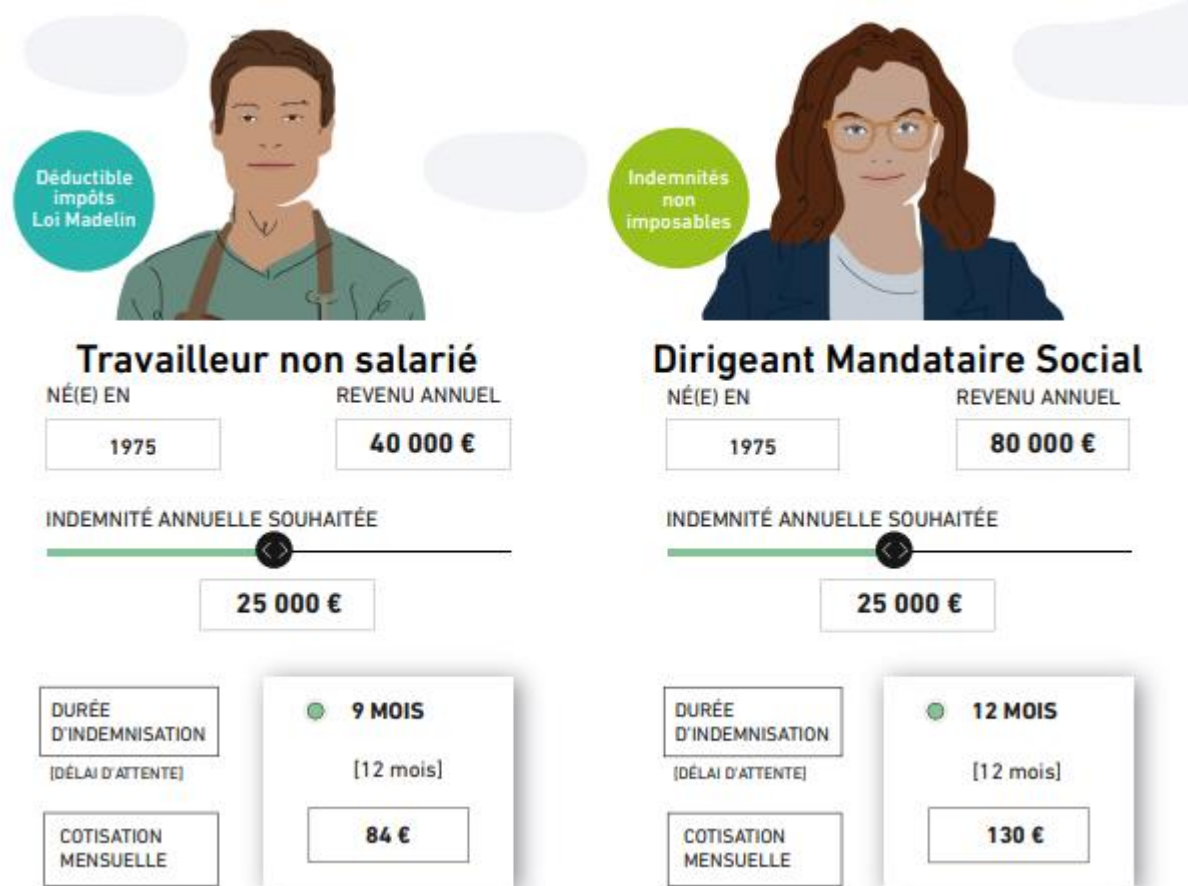 Déductible
impôts
Loi Madelin
Travailleur non salarié
NÉ(E) EN
REVENU ANNUEL
1975
40 000 €
INDEMNITÉ ANNUELLE SOUHAITÉE
25 000 €
DURÉE
D'INDEMNISATION
[DÉLAI D'ATTENTE]
9 MOIS
[12 mois]
COTISATION
MENSUELLE
84 €
Indemnités
non
imposables
Dirigeant Mandataire Social
NÉ(E) EN
REVENU ANNUEL
1975
80 000 €
INDEMNITÉ ANNUELLE SOUHAITÉE
25 000 €
DURÉE
D'INDEMNISATION
[DÉLAI D'ATTENTE]
12 MOIS
[12 mois]
COTISATION
MENSUELLE
130 €